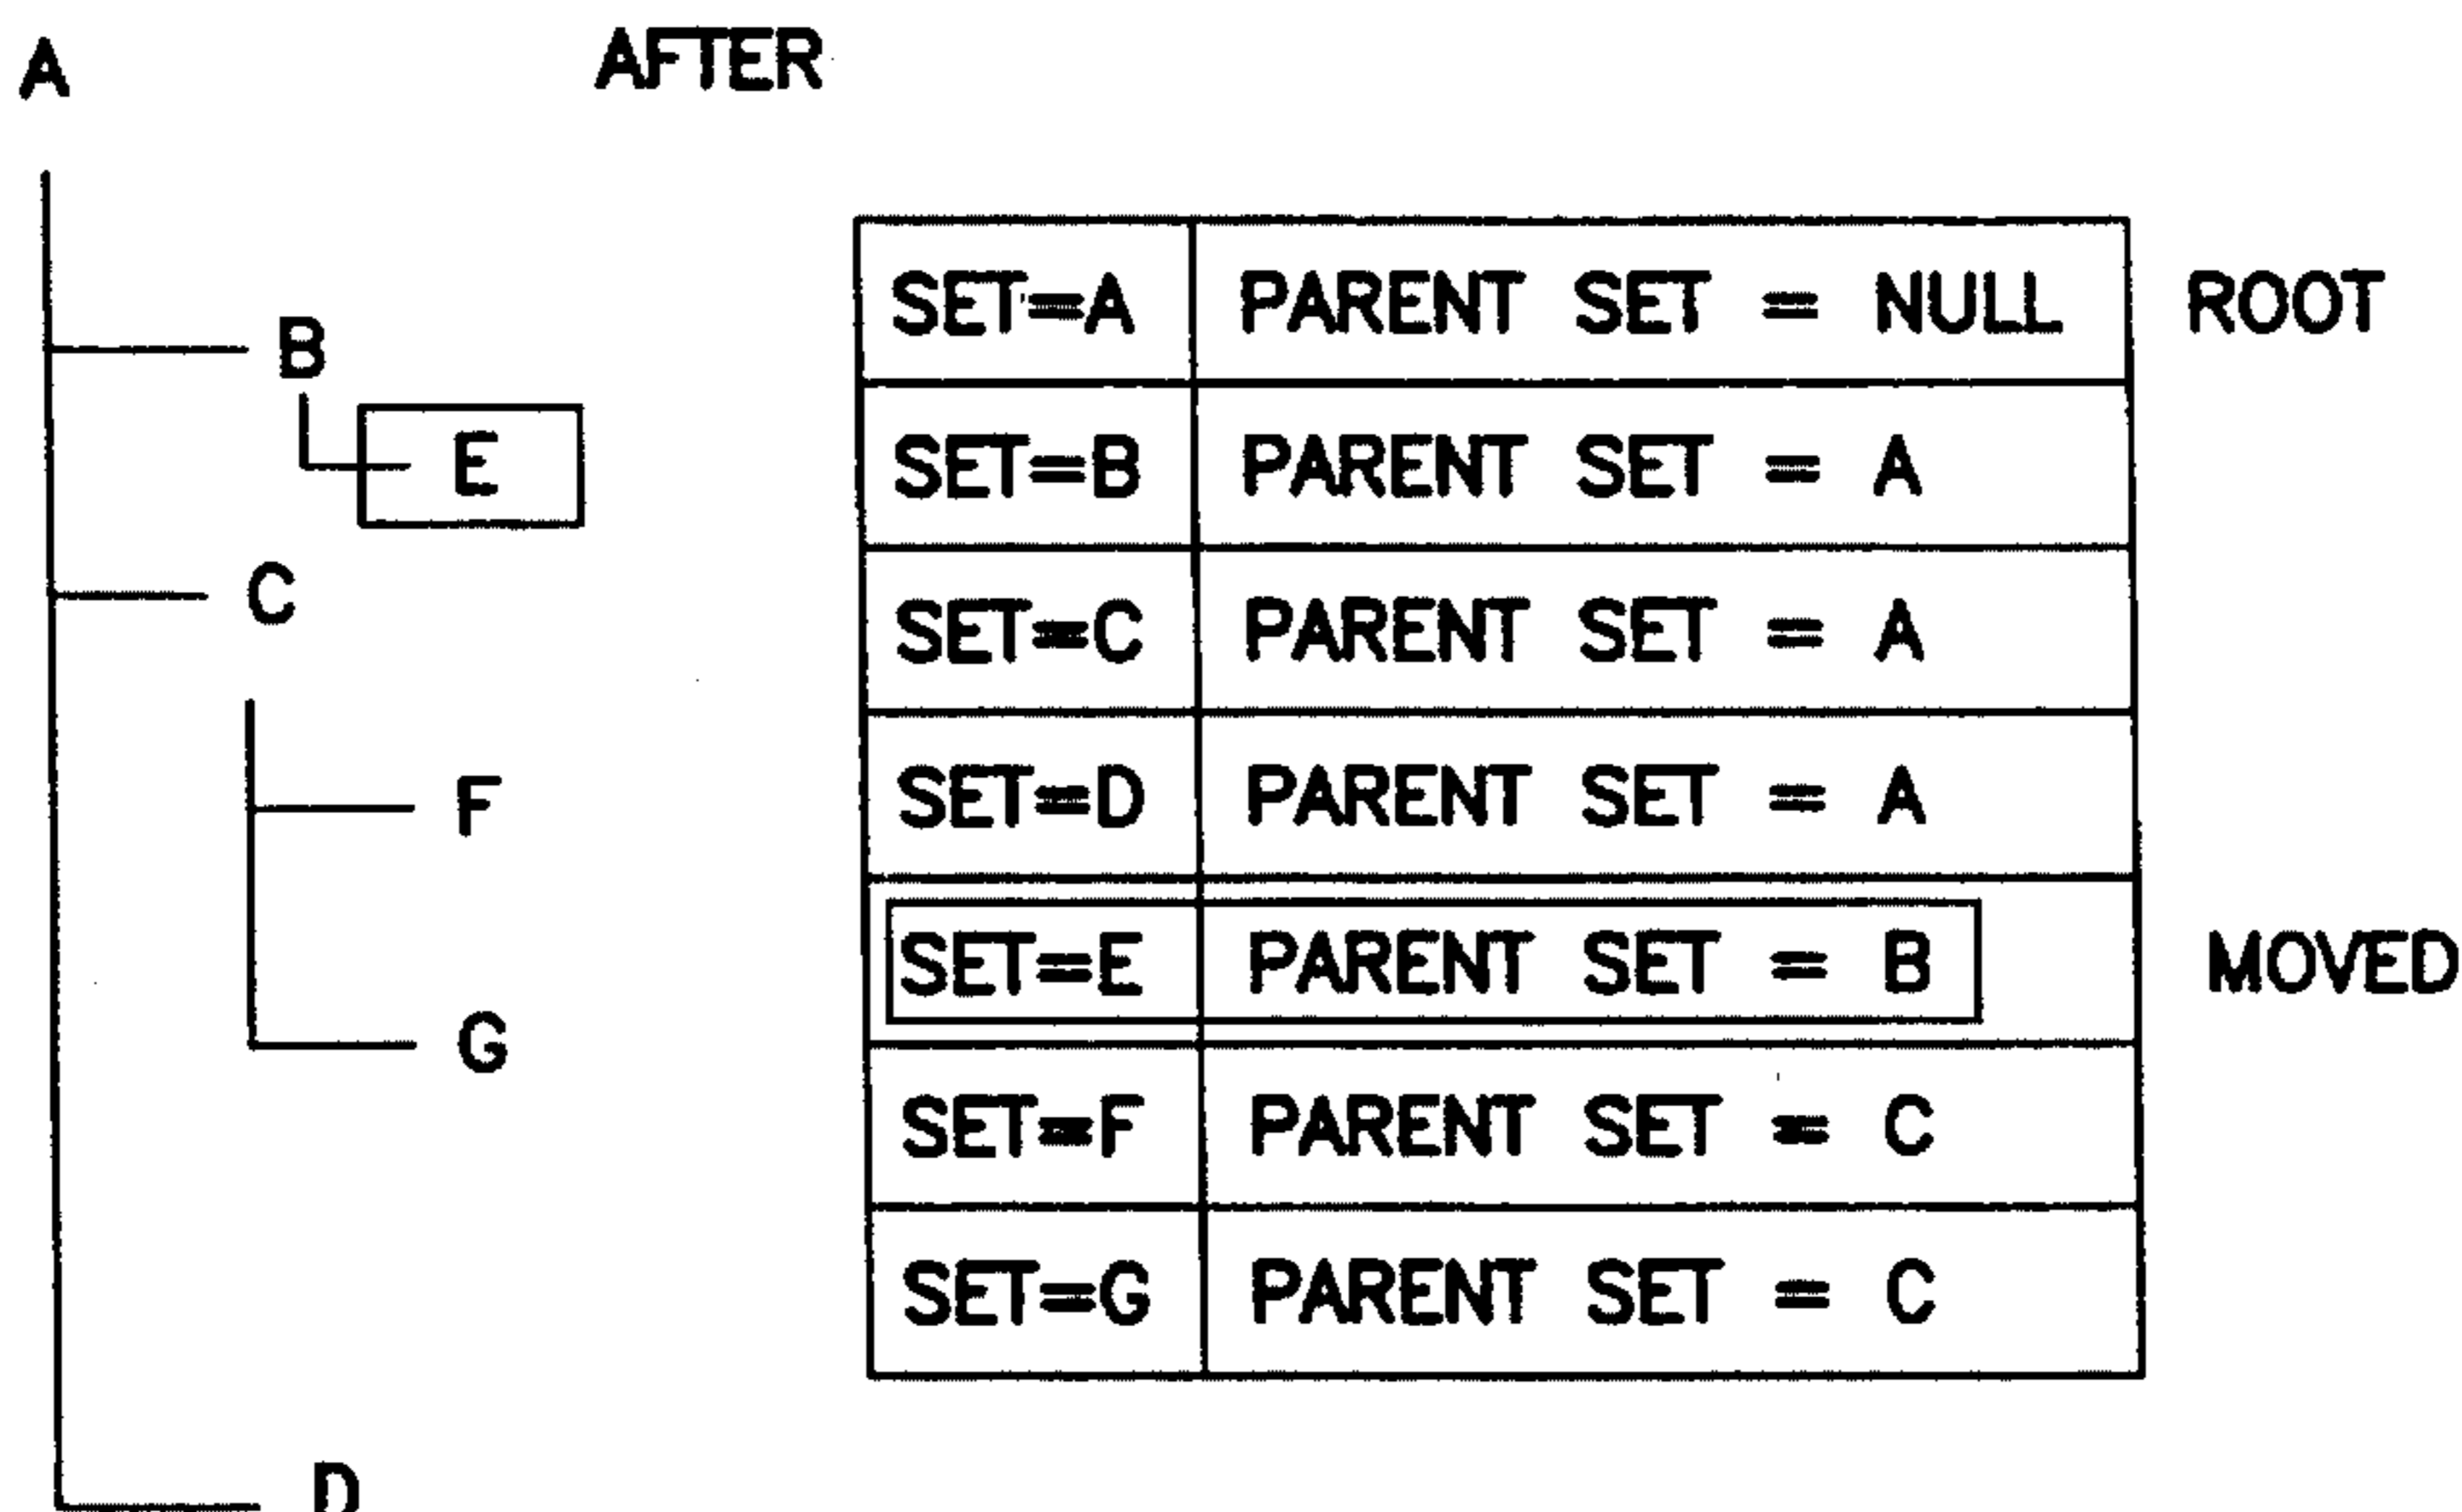 A
AFTER
B
E
C
F
G
D
SET=A PARENT SET = NULL ROOT
SET=B PARENT SET = A
SET=C PARENT SET = A
SET=D PARENT SET = A
SET=E PARENT SET = B MOVED
SET=F PARENT SET = C
SET=G PARENT SET = C